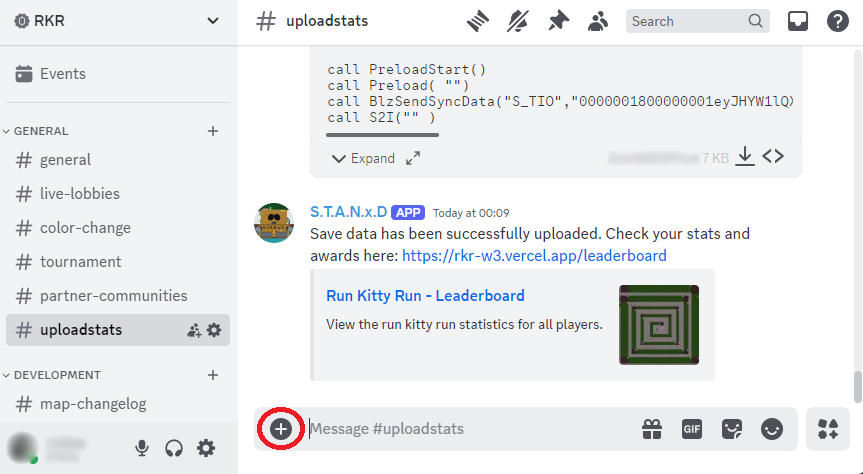 RKR
uploadstats
Search
Events
GENERAL
general
live-lobbies
color-change
tournament
partner-communities
uploadstats
DEVELOPMENT
map-changelog
call PreloadStart()
call Preload( "")
call BlzSendSyncData("S_TIO","0000001800000001eyJHYW1lQX
call S2I("" )
Expand
7 KB
S.T.A.N.x.D APP Today at 00:09
Save data has been successfully uploaded. Check your stats and
awards here: https://rkr-w3.vercel.app/leaderboard
Run Kitty Run - Leaderboard
View the run kitty run statistics for all players.
Message #uploadstats
GIF